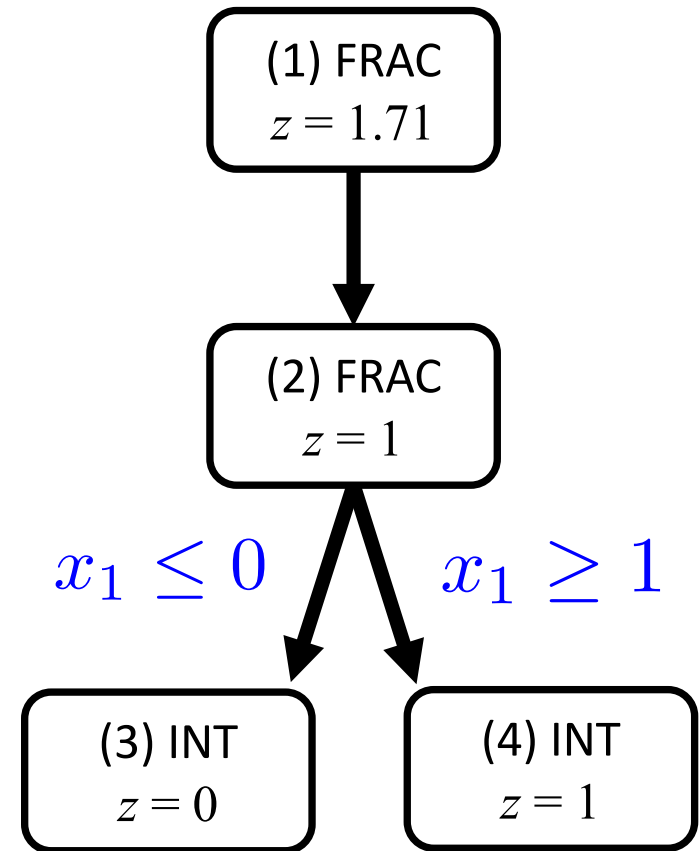 (1) FRAC
z = 1.71
(2) FRAC
z = 1
x₁ ≤ 0
x₁ ≥ 1
(3) INT
z = 0
(4) INT
z = 1